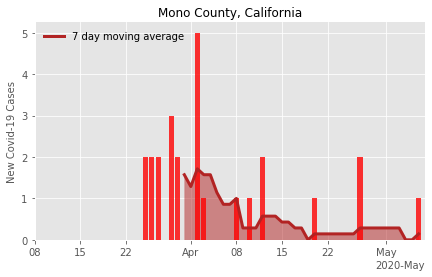 Mono County, California
7 day moving average
New Covid-19 Cases
5
4
3
2
1
0
08 15 22 Apr 08 15 22 May
2020-May